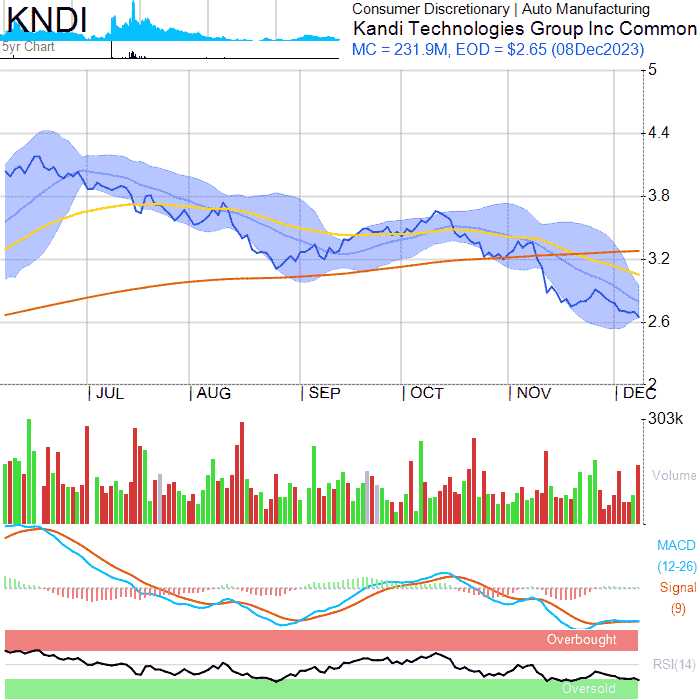 KNDI
5yr Chart
Consumer Discretionary | Auto Manufacturing
Kandi Technologies Group Inc Common
MC = 231.9M, EOD = $2.65 (08Dec2023)
5
4.4
3.8
3.2
2.6
2
JUL AUG SEP OCT NOV DEC
303k
Volume
MACD
(12-26)
Signal
(9)
Overbought
RSI(14)
Oversold